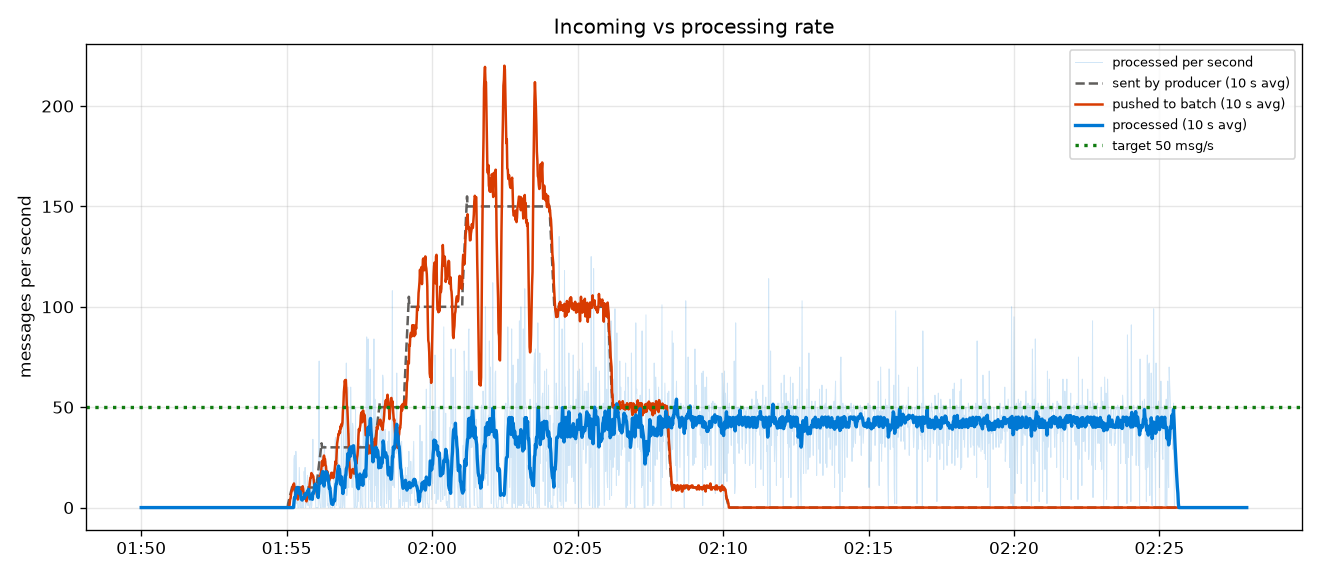 Incoming vs processing rate
processed per second
sent by producer (10 s avg)
pushed to batch (10 s avg)
processed (10 s avg)
target 50 msg/s
messages per second
200
150
100
50
0
01:50
01:55
02:00
02:05
02:10
02:15
02:20
02:25